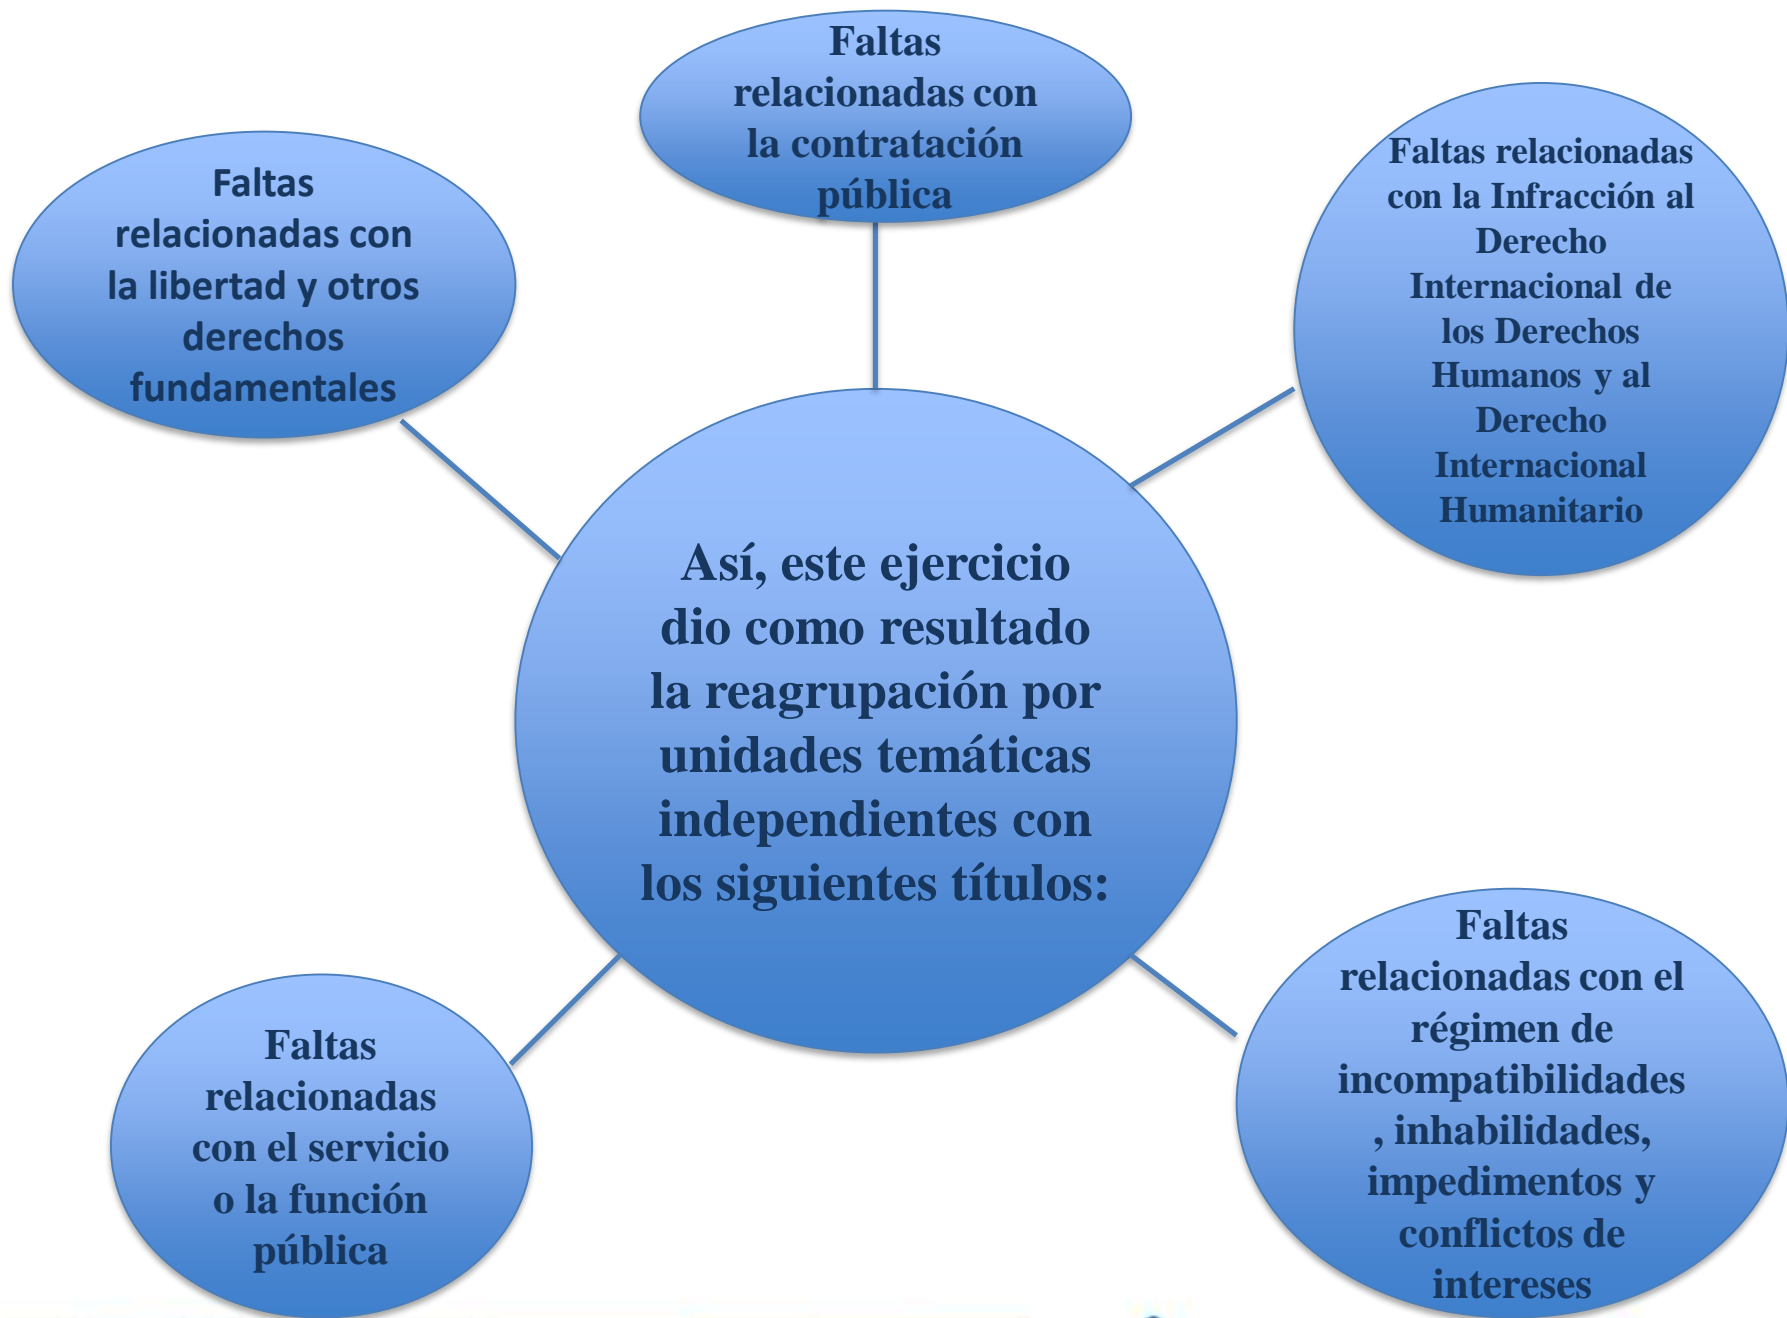 Faltas
relacionadas con
la contratación
pública
Faltas
relacionadas con
la libertad y otros
derechos
fundamentales
Faltas relacionadas
con la Infracción al
Derecho
Internacional de
los Derechos
Humanos y al
Derecho
Internacional
Humanitario
Así, este ejercicio
dio como resultado
la reagrupación por
unidades temáticas
independientes con
los siguientes títulos:
Faltas
relacionadas
con el servicio
o la función
pública
Faltas
relacionadas con el
régimen de
incompatibilidades
, inhabilidades,
impedimentos y
conflictos de
intereses